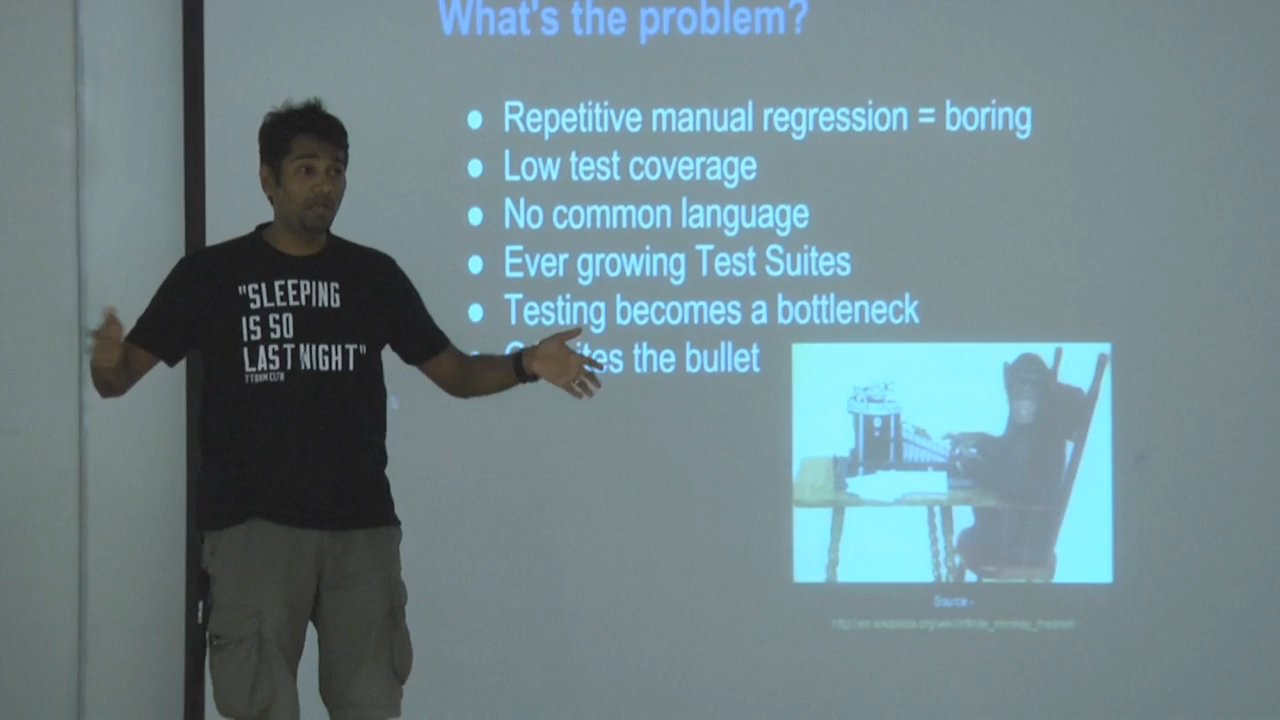 What's the problem?
● Repetitive manual regression = boring
● Low test coverage
● No common language
● Ever growing Test Suites
● Testing becomes a bottleneck
the bullet
"SLEEPING
IS SO
LAST NIGHT"
Source -